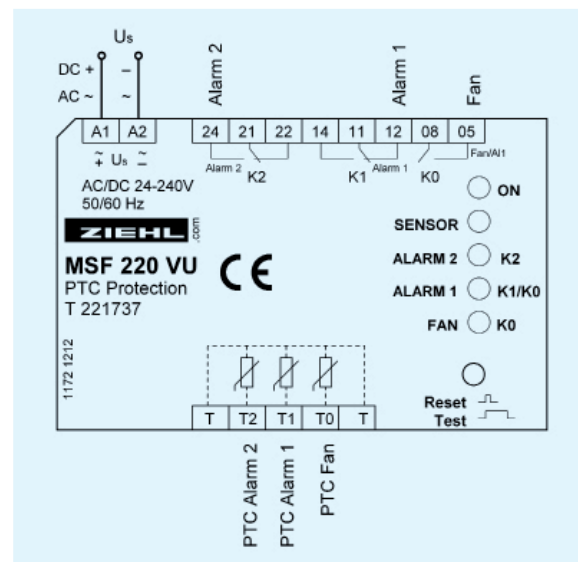 Us
DC + –
AC ~ ~
Alarm 2
Alarm 1
Fan
A1 A2 24 21 22 14 11 12 08 05
~ Us ~
+ –
Alarm 2 K2 K1 Alarm 1 K0 Fan/Al1
AC/DC 24-240V
50/60 Hz
ZIEHL.com
MSF 220 VU
PTC Protection
T 221737
CE
ON
SENSOR
ALARM 2 K2
ALARM 1 K1/K0
FAN K0
Reset
Test
1172 1212
T T2 T1 T0 T
PTC Alarm 2
PTC Alarm 1
PTC Fan